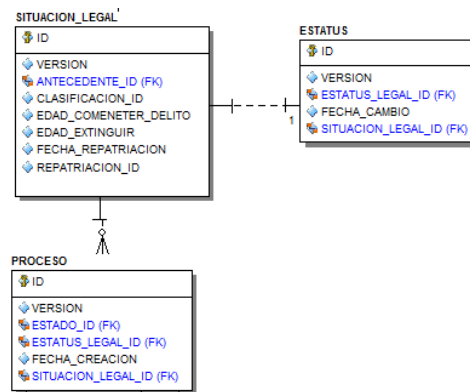 SITUACION_LEGAL'
ID
VERSION
ANTECEDENTE_ID (FK)
CLASIFICACION_ID
EDAD_COMENETER_DELITO
EDAD_EXTINGUIR
FECHA_REPATRIACION
REPATRIACION_ID
ESTATUS
ID
VERSION
ESTATUS_LEGAL_ID (FK)
FECHA_CAMBIO
SITUACION_LEGAL_ID (FK)
1
PROCESO
ID
VERSION
ESTADO_ID (FK)
ESTATUS_LEGAL_ID (FK)
FECHA_CREACION
SITUACION_LEGAL_ID (FK)